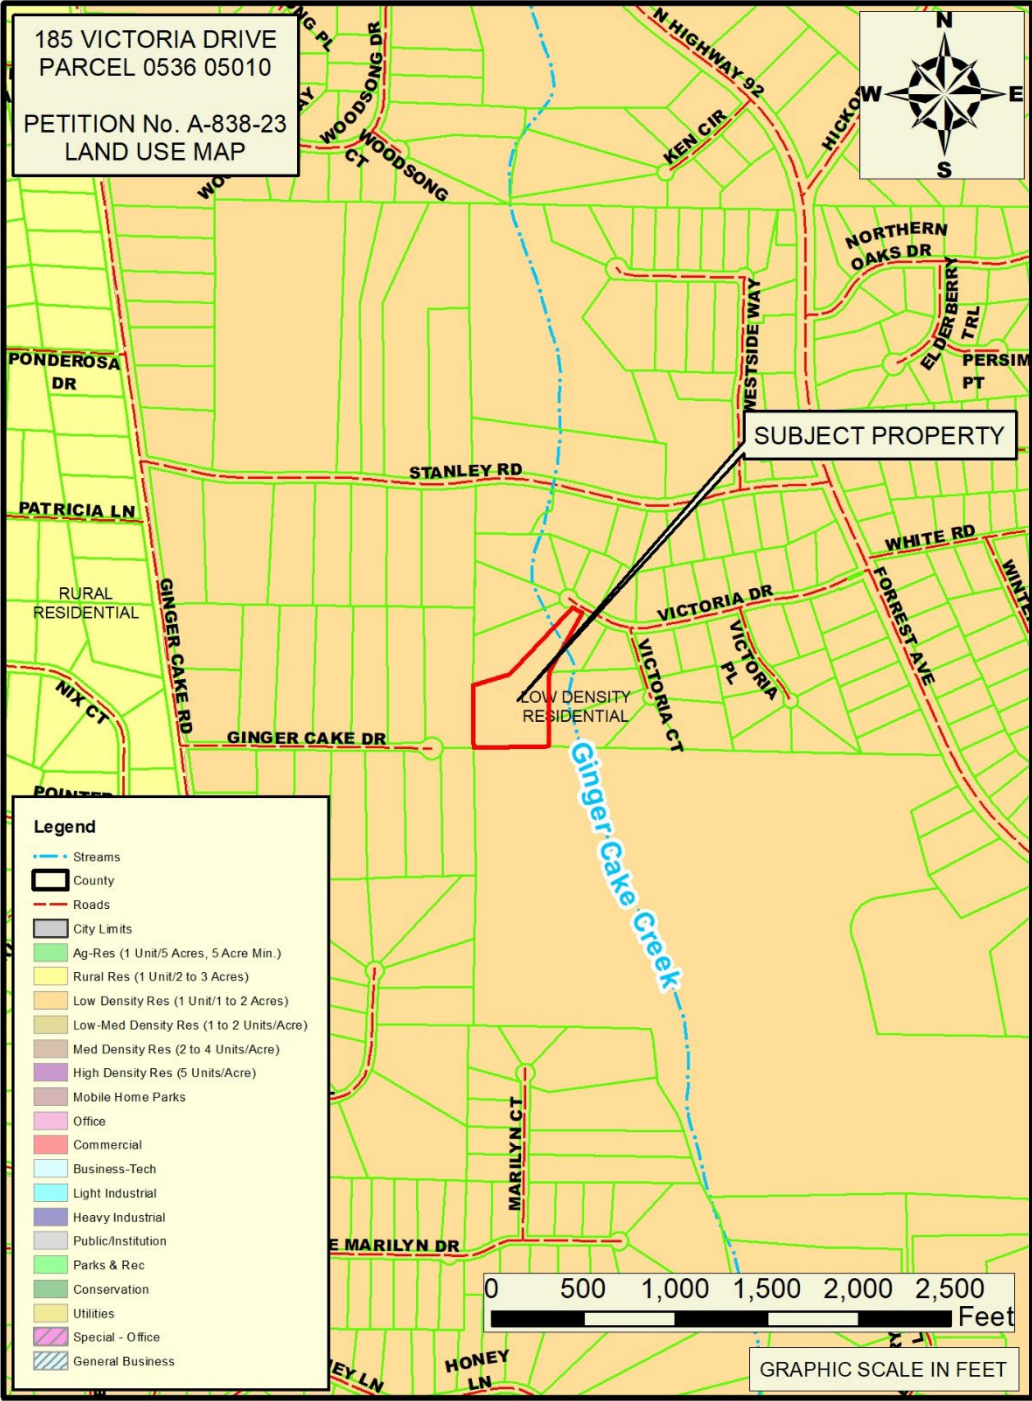 185 VICTORIA DRIVE
PARCEL 0536 05010
PETITION No. A-838-23
LAND USE MAP
N
W
E
S
WOODSONG DR
WOODSONG
CT
N HIGHWAY 92
KEN CIR
NORTHERN
OAKS DR
ELDERBERRY
TRL
PERSIM
PT
WESTSIDE WAY
PONDEROSA
DR
SUBJECT PROPERTY
STANLEY RD
PATRICIA LN
WHITE RD
RURAL
RESIDENTIAL
GINGER CAKE RD
VICTORIA DR
VICTORIA
PL
VICTORIA CT
FORREST AVE
NIX CT
LOW DENSITY
RESIDENTIAL
GINGER CAKE DR
Ginger Cake Creek
Legend
Streams
County
Roads
City Limits
Ag-Res (1 Unit/5 Acres, 5 Acre Min.)
Rural Res (1 Unit/2 to 3 Acres)
Low Density Res (1 Unit/1 to 2 Acres)
Low-Med Density Res (1 to 2 Units/Acre)
Med Density Res (2 to 4 Units/Acre)
High Density Res (5 Units/Acre)
Mobile Home Parks
Office
Commercial
Business-Tech
Light Industrial
Heavy Industrial
Public/Institution
Parks & Rec
Conservation
Utilities
Special - Office
General Business
MARILYN CT
E MARILYN DR
HONEY
LN
EY LN
0 500 1,000 1,500 2,000 2,500
Feet
GRAPHIC SCALE IN FEET